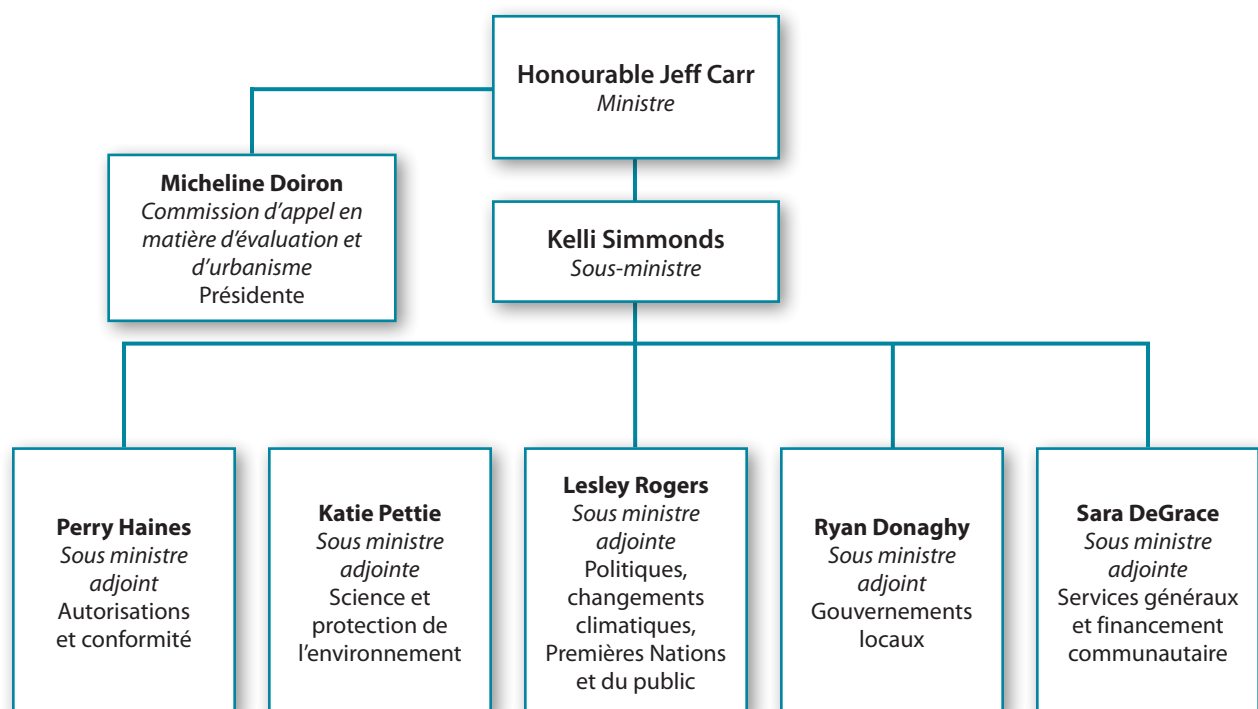 Honourable Jeff Carr
Ministre
Micheline Doiron
Commission d’appel en
matière d’évaluation et
d’urbanisme
Présidente
Kelli Simmonds
Sous-ministre
Perry Haines
Sous ministre
adjoint
Autorisations
et conformité
Katie Pettie
Sous ministre
adjointe
Science et
protection de
l’environnement
Lesley Rogers
Sous ministre
adjointe
Politiques,
changements
climatiques,
Premières Nations
et du public
Ryan Donaghy
Sous ministre
adjoint
Gouvernements
locaux
Sara DeGrace
Sous ministre
adjointe
Services généraux
et financement
communautaire